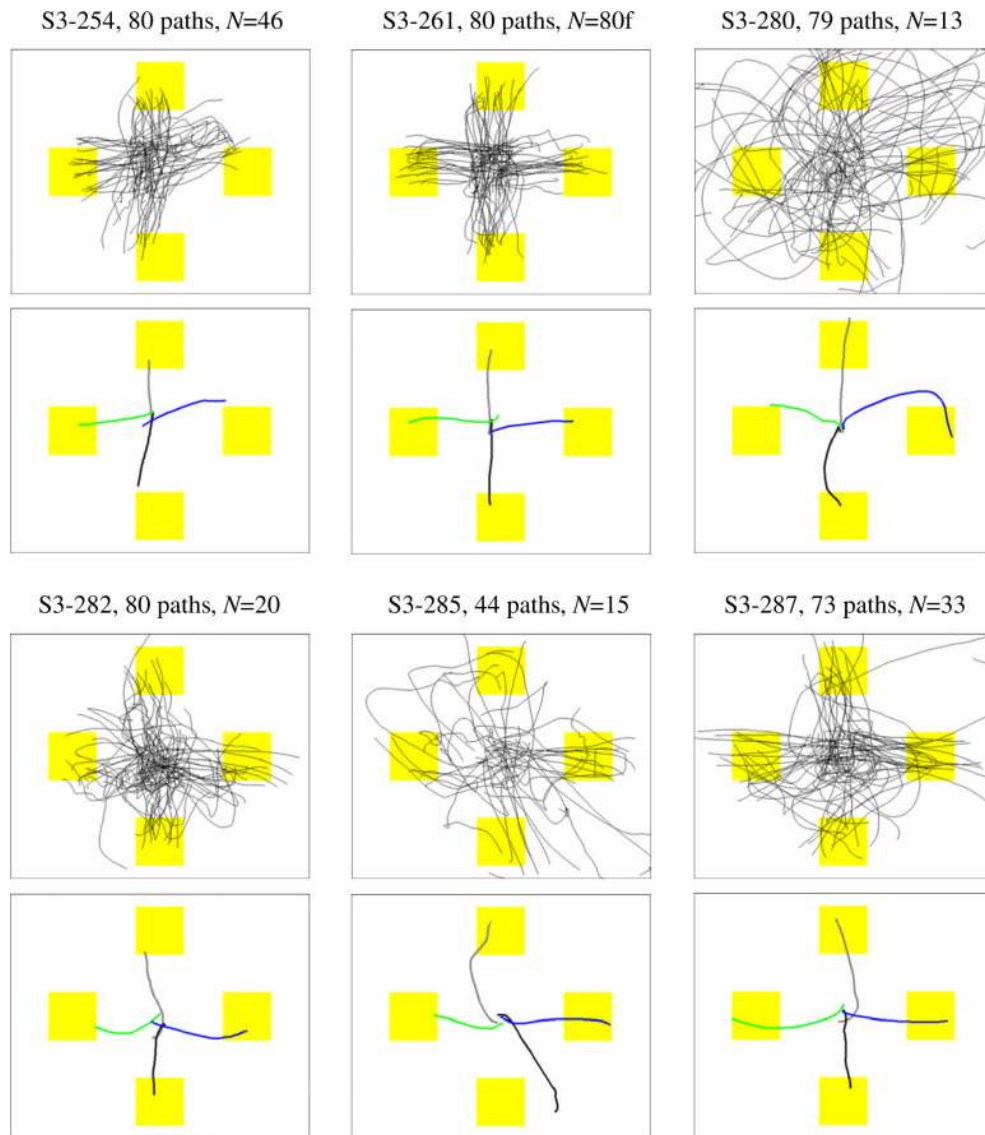 S3-254, 80 paths, N=46
S3-261, 80 paths, N=80f
S3-280, 79 paths, N=13
S3-282, 80 paths, N=20
S3-285, 44 paths, N=15
S3-287, 73 paths, N=33